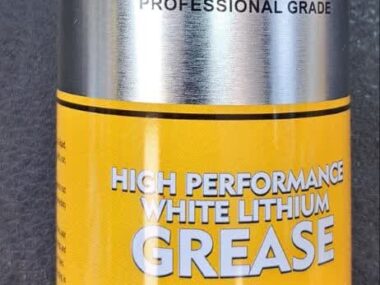 PROFESSIONAL GRADE
HIGH PERFORMANCE
WHITE LITHIUM
GREASE